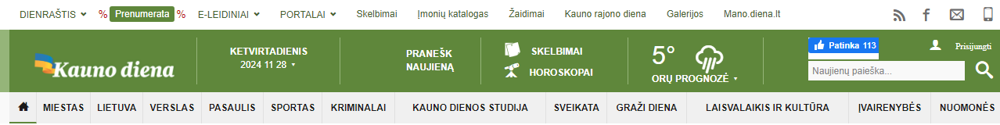 DIENRAŠTIS % Prenumerata % E-LEIDINIAI PORTALAI Skelbimai Įmonių katalogas Žaidimai Kauno rajono diena Galerijos Mano.diena.lt
Kauno diena
KETVIRTADIENIS
2024 11 28
PRANEŠK
NAUJIENĄ
SKELBIMAI
HOROSKOPAI
5°
ORŲ PROGNOZĖ
Patinka 113
Prisijungti
Naujienų paieška...
MIESTAS LIETUVA VERSLAS PASAULIS SPORTAS KRIMINALAI KAUNO DIENOS STUDIJA SVEIKATA GRAŽI DIENA LAISVALAIKIS IR KULTŪRA ĮVAIRENYBĖS NUOMONĖS